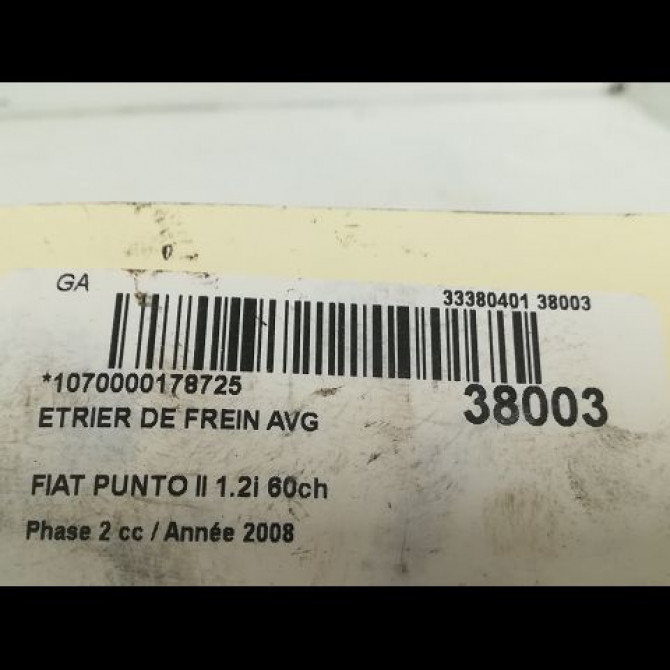 GA
33380401 38003
*1070000178725
38003
ETRIER DE FREIN AVG
FIAT PUNTO II 1.2i 60ch
Phase 2 cc / Année 2008